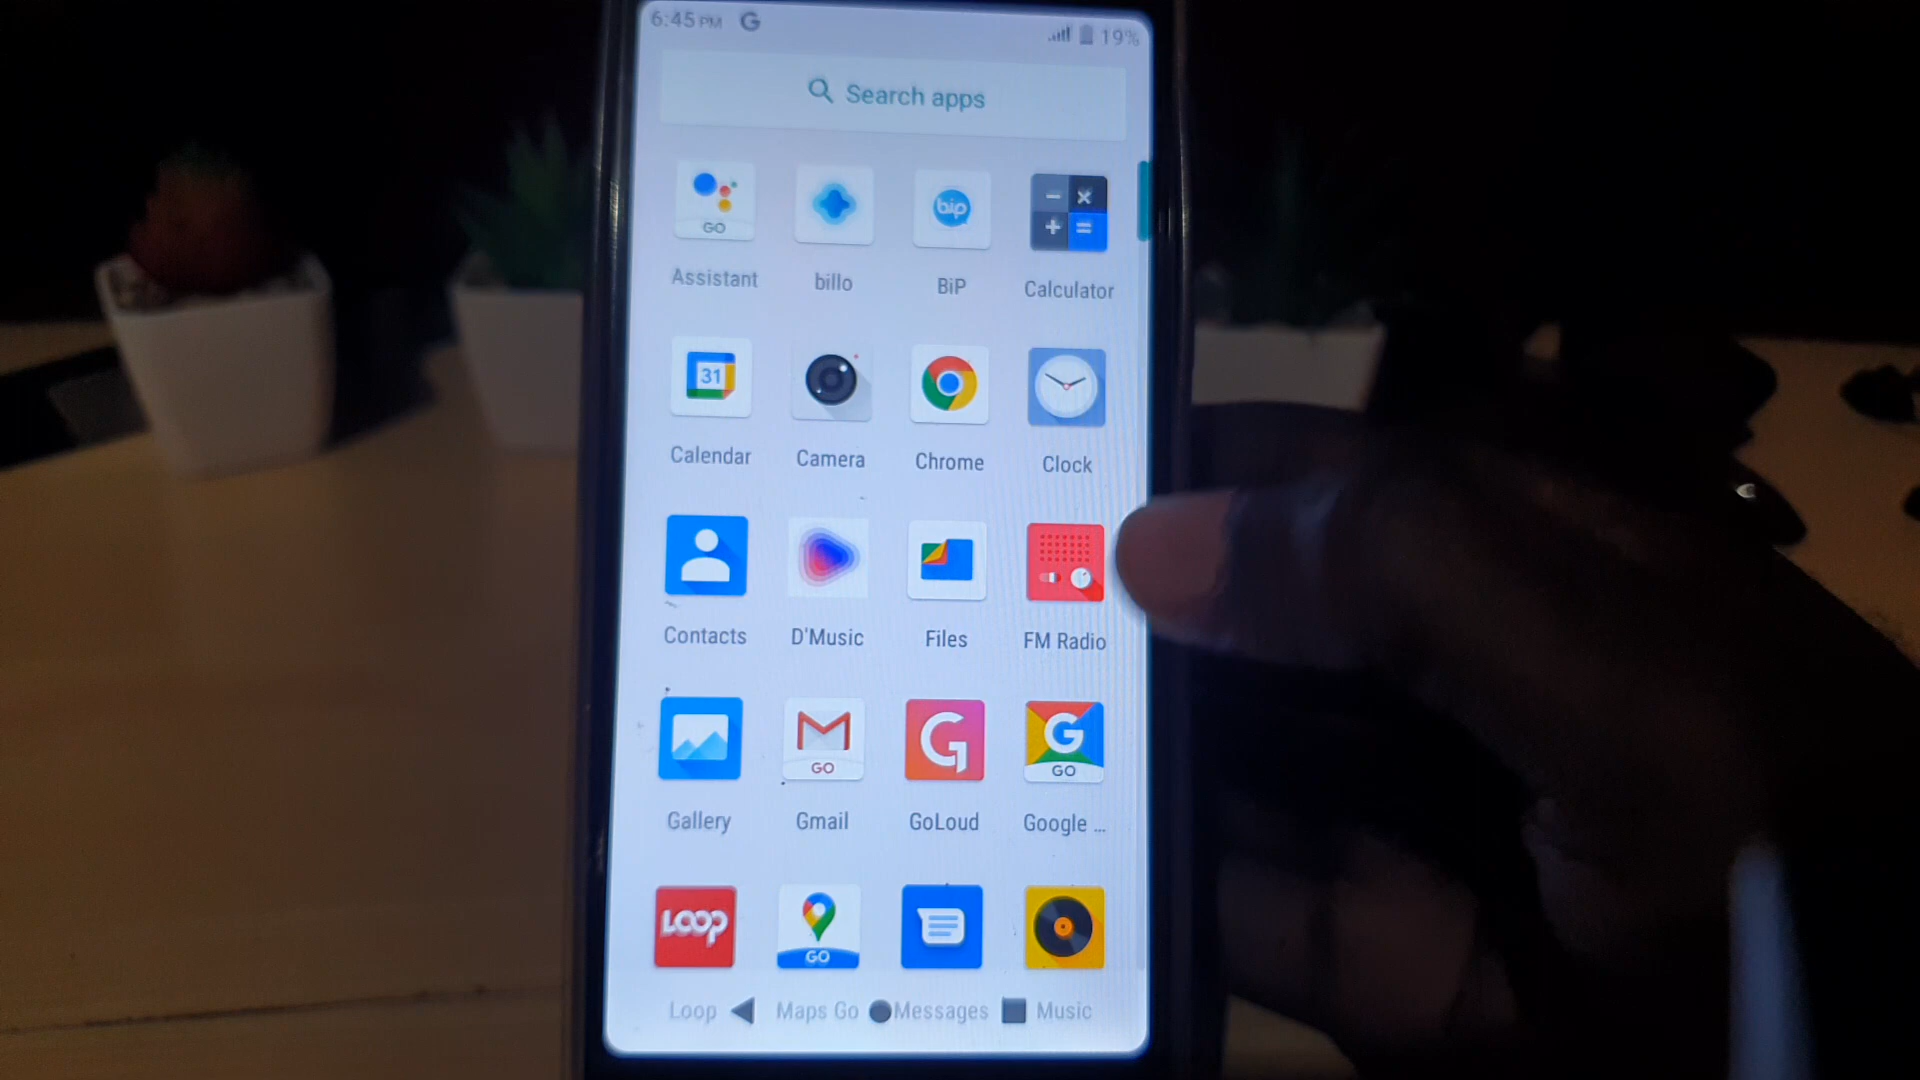 6:45 PM G 19%
Search apps
GO bip
Assistant billo BiP Calculator
31
Calendar Camera Chrome Clock
Contacts D'Music Files FM Radio
GO G G GO
Gallery Gmail GoLoud Google ...
LOOP GO
Loop Maps Go Messages Music